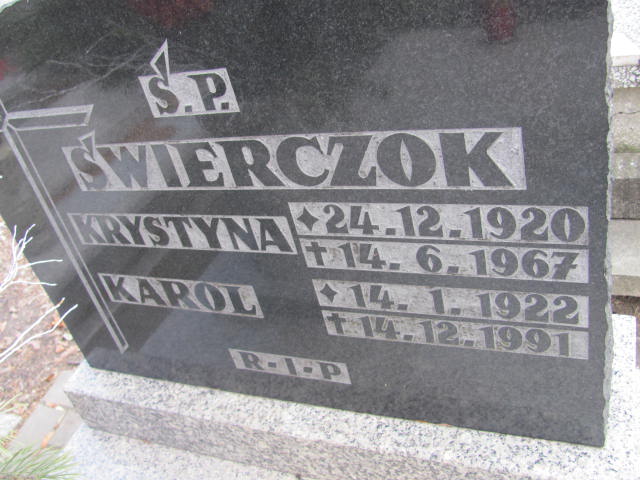 Ś.P.
ŚWIERCZOK
KRYSTYNA ✦24.12.1920
✝14.6.1967
KAROL ✦14.1.1922
✝14.12.1991
R-I-P